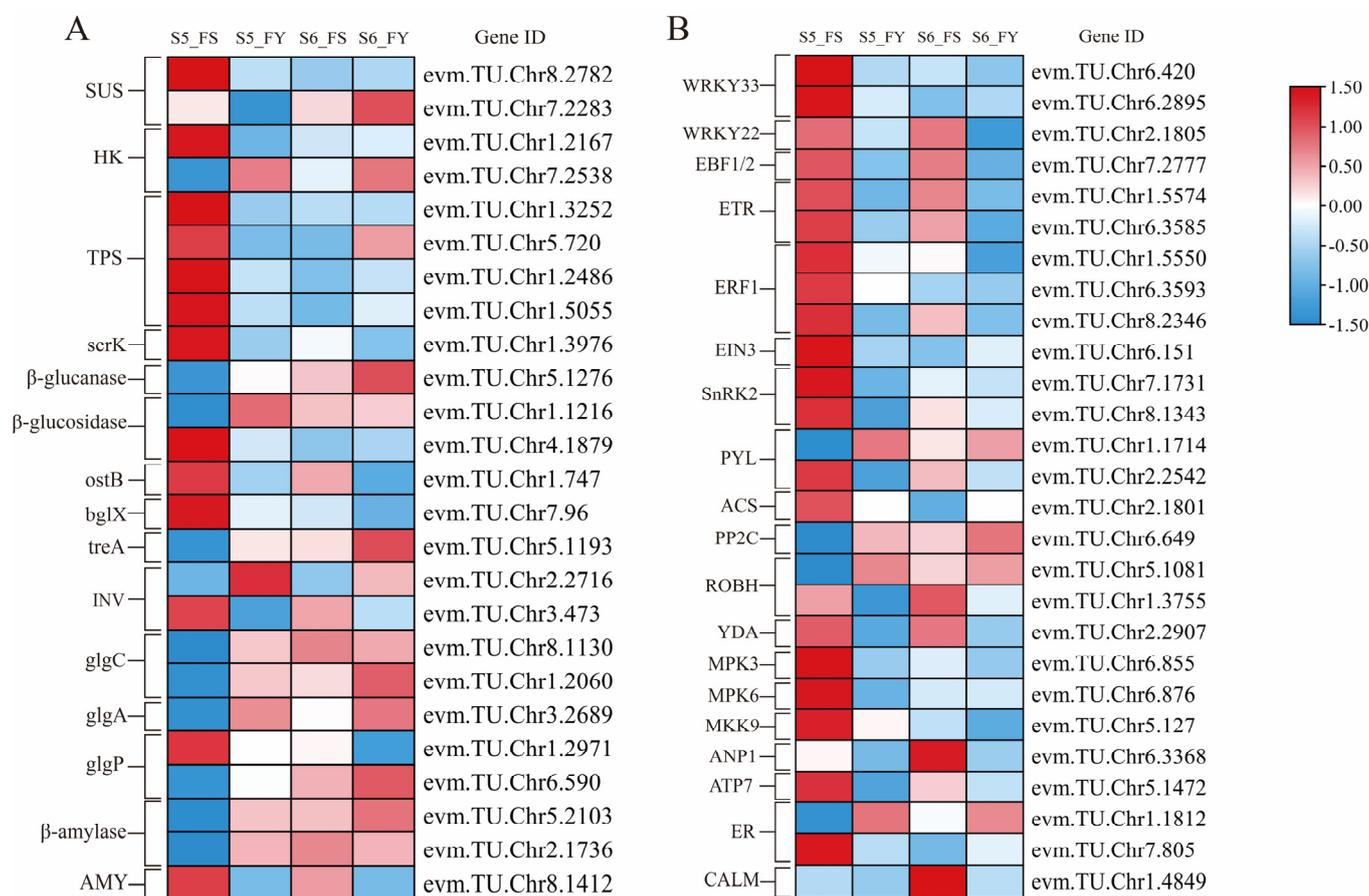 A
S5_FS S5_FY S6_FS S6_FY Gene ID
SUS
evm.TU.Chr8.2782
evm.TU.Chr7.2283
HK
evm.TU.Chr1.2167
evm.TU.Chr7.2538
TPS
evm.TU.Chr1.3252
evm.TU.Chr5.720
evm.TU.Chr1.2486
evm.TU.Chr1.5055
scrK
evm.TU.Chr1.3976
β-glucanase
evm.TU.Chr5.1276
β-glucosidase
evm.TU.Chr1.1216
evm.TU.Chr4.1879
ostB
evm.TU.Chr1.747
bglX
evm.TU.Chr7.96
treA
evm.TU.Chr5.1193
INV
evm.TU.Chr2.2716
evm.TU.Chr3.473
glgC
evm.TU.Chr8.1130
evm.TU.Chr1.2060
glgA
evm.TU.Chr3.2689
glgP
evm.TU.Chr1.2971
evm.TU.Chr6.590
β-amylase
evm.TU.Chr5.2103
evm.TU.Chr2.1736
AMY
evm.TU.Chr8.1412
B
S5_FS S5_FY S6_FS S6_FY Gene ID
WRKY33
evm.TU.Chr6.420
evm.TU.Chr6.2895
WRKY22
evm.TU.Chr2.1805
EBF1/2
evm.TU.Chr7.2777
ETR
evm.TU.Chr1.5574
evm.TU.Chr6.3585
ERF1
evm.TU.Chr1.5550
evm.TU.Chr6.3593
cvm.TU.Chr8.2346
EIN3
evm.TU.Chr6.151
SnRK2
evm.TU.Chr7.1731
evm.TU.Chr8.1343
PYL
evm.TU.Chr1.1714
evm.TU.Chr2.2542
ACS
evm.TU.Chr2.1801
PP2C
evm.TU.Chr6.649
ROBH
evm.TU.Chr5.1081
evm.TU.Chr1.3755
YDA
evm.TU.Chr2.2907
MPK3
evm.TU.Chr6.855
MPK6
evm.TU.Chr6.876
MKK9
evm.TU.Chr5.127
ANP1
evm.TU.Chr6.3368
ATP7
evm.TU.Chr5.1472
ER
evm.TU.Chr1.1812
evm.TU.Chr7.805
CALM
evm.TU.Chr1.4849
1.50
1.00
0.50
0.00
-0.50
-1.00
-1.50